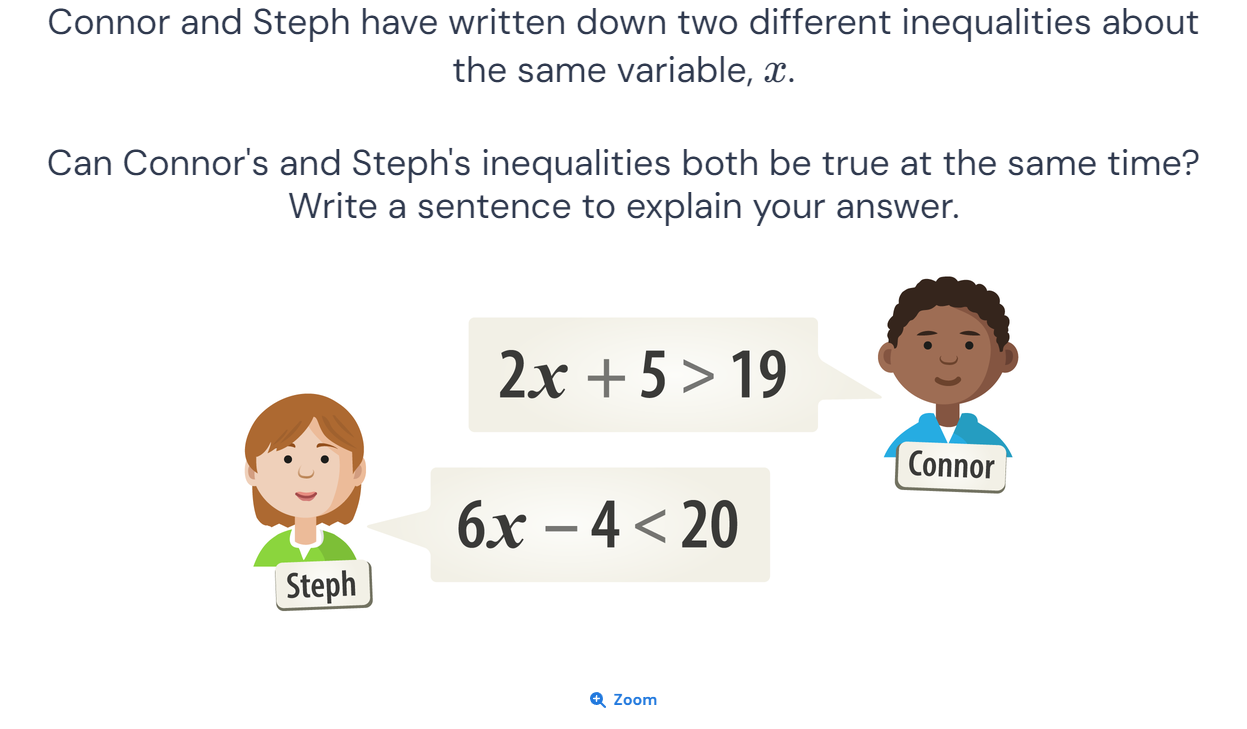 Connor and Steph have written down two different inequalities about
the same variable, x.
Can Connor's and Steph's inequalities both be true at the same time?
Write a sentence to explain your answer.
2x + 5 > 19
Connor
6x − 4 < 20
Steph
Zoom